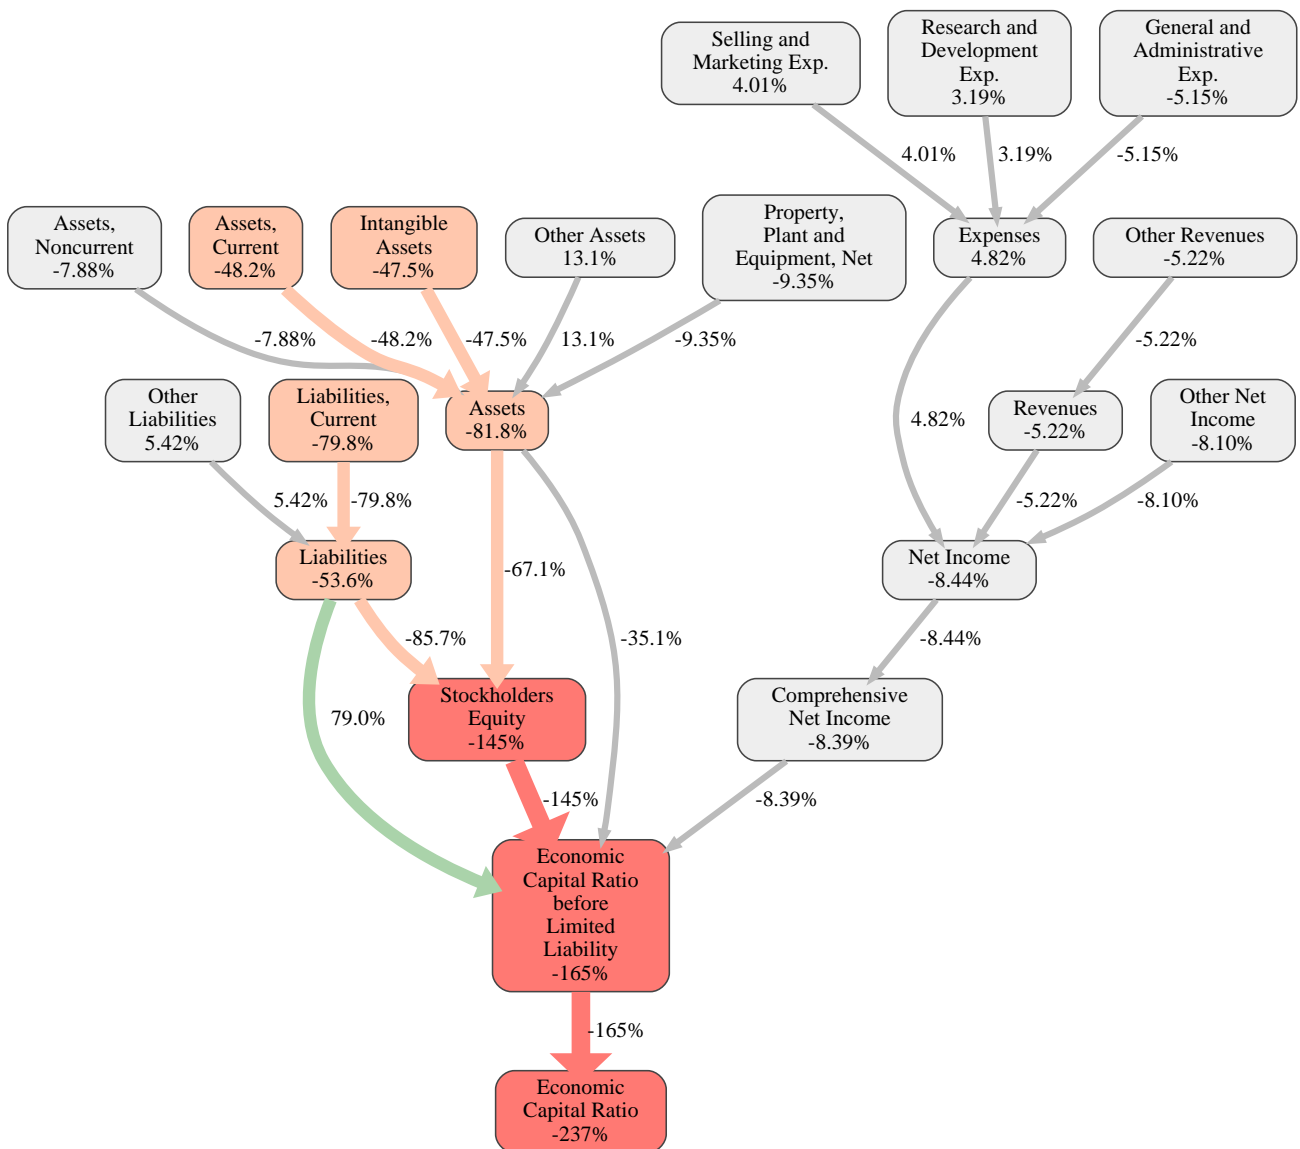 Selling and
Marketing Exp.
4.01%
Research and
Development
Exp.
3.19%
General and
Administrative
Exp.
-5.15%
4.01%
3.19%
-5.15%
Assets,
Noncurrent
-7.88%
Assets,
Current
-48.2%
Intangible
Assets
-47.5%
Other Assets
13.1%
Property,
Plant and
Equipment, Net
-9.35%
Expenses
4.82%
Other Revenues
-5.22%
-7.88%
-48.2%
-47.5%
13.1%
-9.35%
-5.22%
Other
Liabilities
5.42%
Liabilities,
Current
-79.8%
Assets
-81.8%
4.82%
Revenues
-5.22%
Other Net
Income
-8.10%
5.42%
-79.8%
-5.22%
-8.10%
Liabilities
-53.6%
-67.1%
Net Income
-8.44%
-85.7%
-35.1%
-8.44%
79.0%
Stockholders
Equity
-145%
Comprehensive
Net Income
-8.39%
-145%
-8.39%
Economic
Capital Ratio
before
Limited
Liability
-165%
-165%
Economic
Capital Ratio
-237%